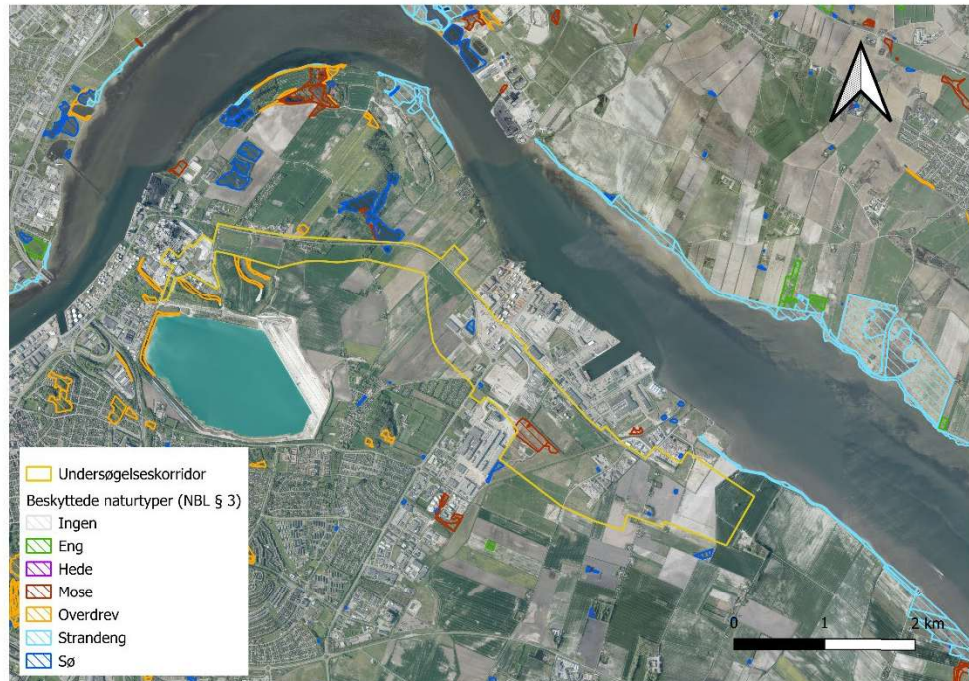 Undersøgelseskorridor
Beskyttede naturtyper (NBL § 3)
Ingen
Eng
Hede
Mose
Overdrev
Strandeng
Sø
0 1 2 km